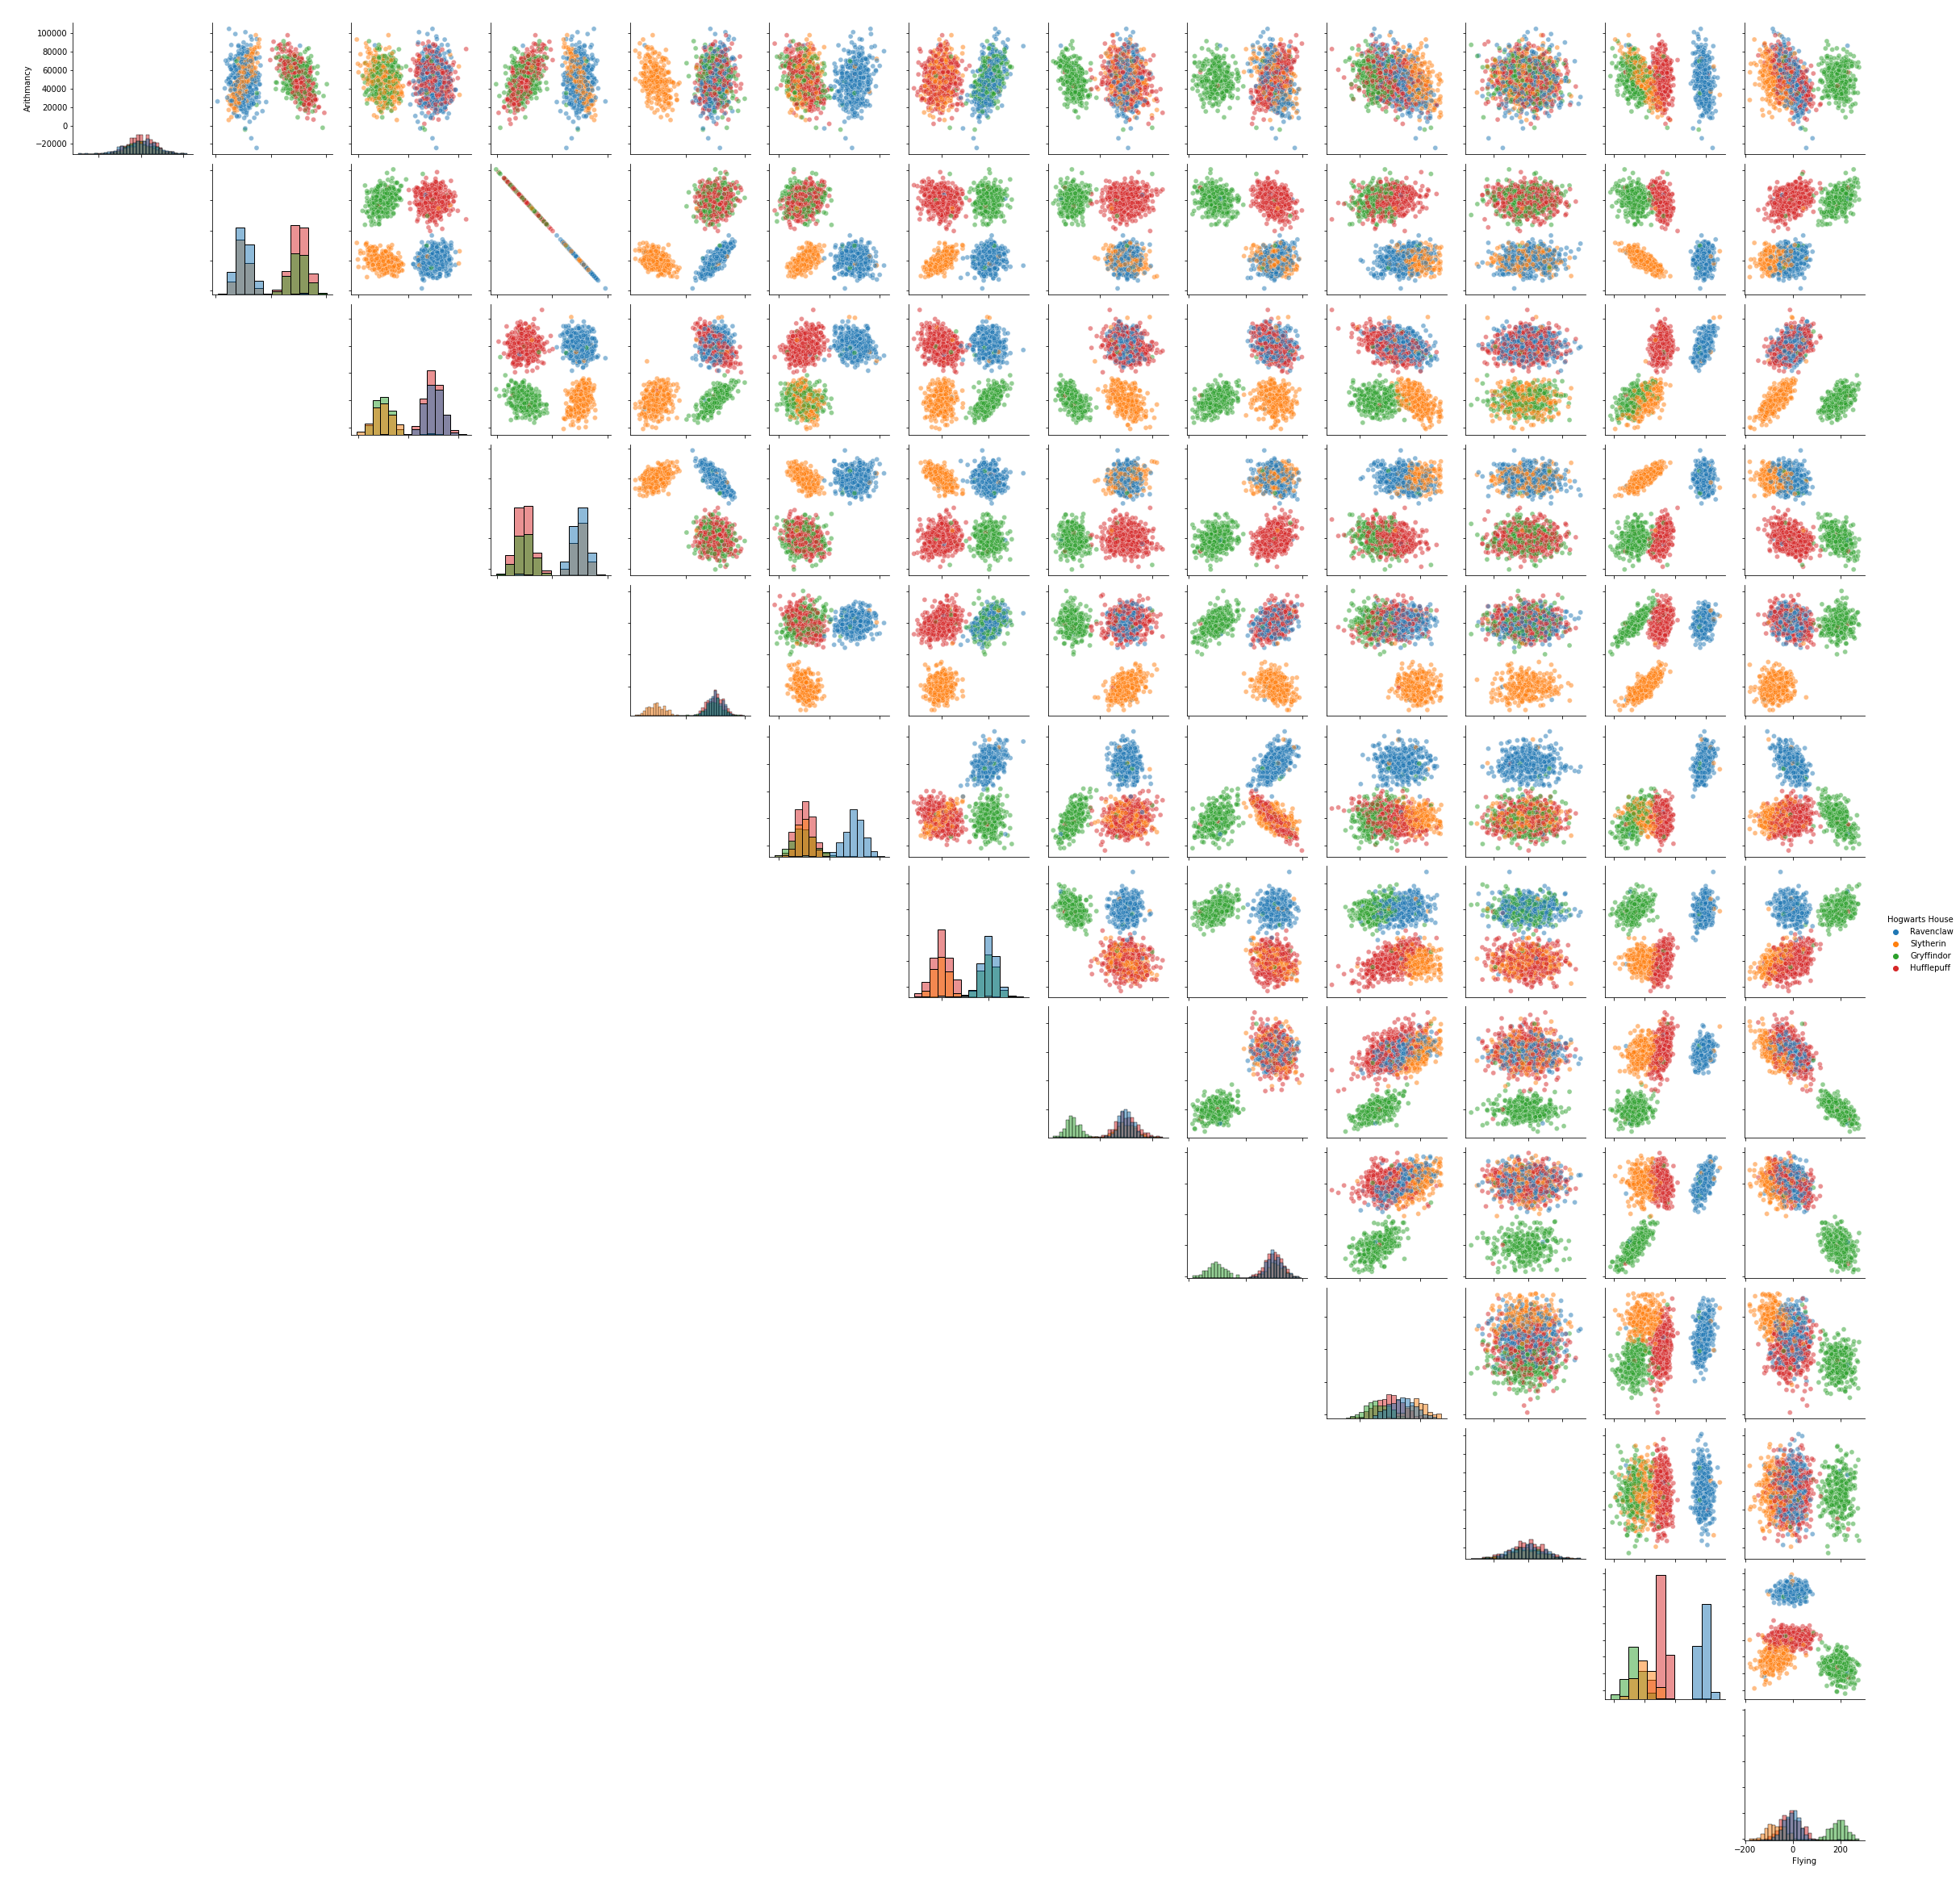 100000
80000
60000
40000
20000
0
−20000
Arithmancy
Hogwarts House
Ravenclaw
Slytherin
Gryffindor
Hufflepuff
−200 0 200
Flying